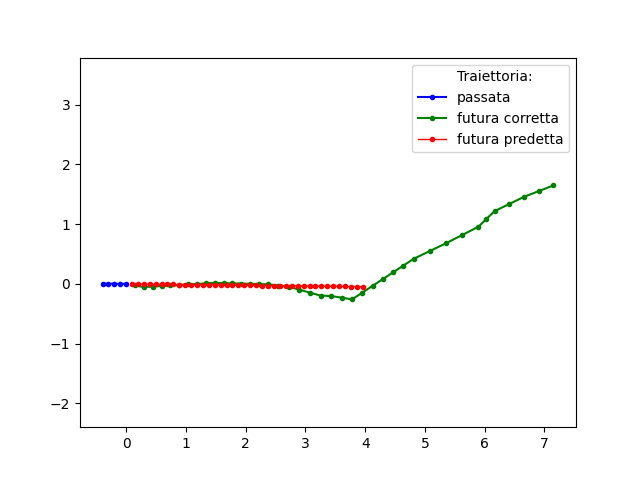 Traiettoria:
passata
futura corretta
futura predetta
3
2
1
0
−1
−2
0 1 2 3 4 5 6 7